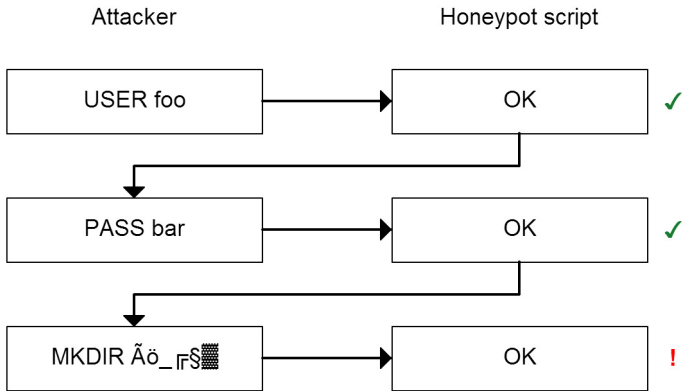 Attacker Honeypot script
USER foo OK ✓
PASS bar OK ✓
MKDIR Ãö_╔§▓ OK !